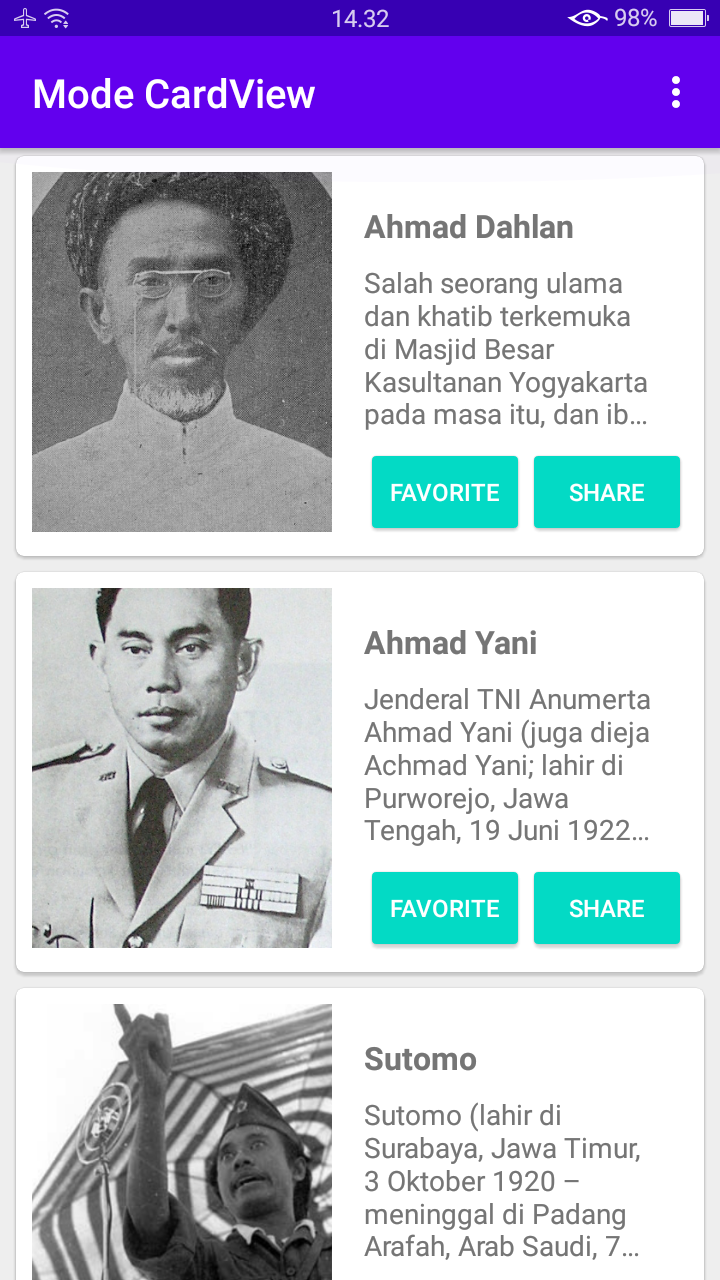 14.32
98%
Mode CardView
Ahmad Dahlan
Salah seorang ulama
dan khatib terkemuka
di Masjid Besar
Kasultanan Yogyakarta
pada masa itu, dan ib...
FAVORITE
SHARE
Ahmad Yani
Jenderal TNI Anumerta
Ahmad Yani (juga dieja
Achmad Yani; lahir di
Purworejo, Jawa
Tengah, 19 Juni 1922...
FAVORITE
SHARE
Sutomo
Sutomo (lahir di
Surabaya, Jawa Timur,
3 Oktober 1920 –
meninggal di Padang
Arafah, Arab Saudi, 7...